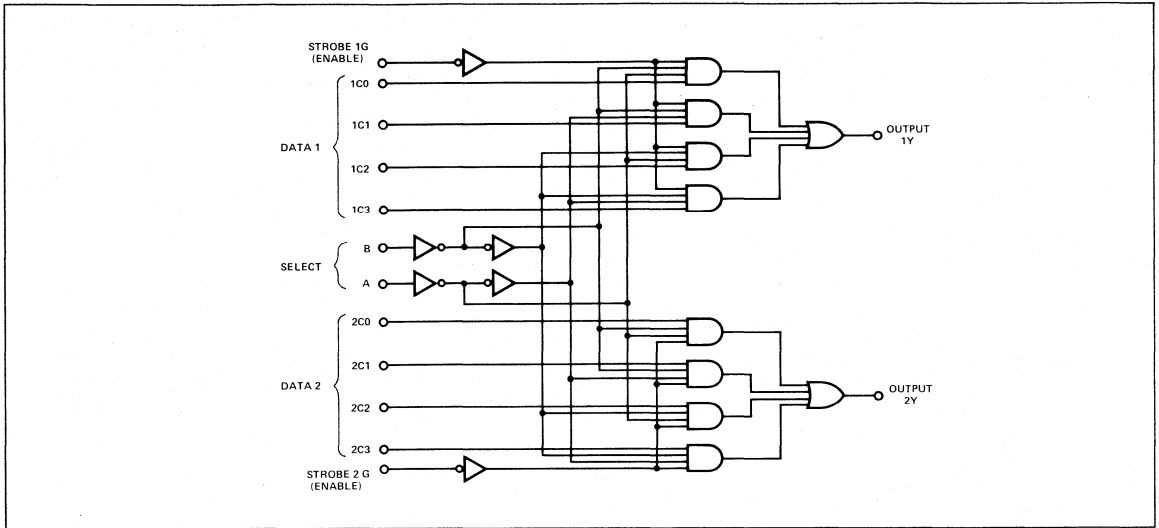 STROBE 1G
(ENABLE)
1C0
1C1
DATA 1
1C2
1C3
OUTPUT
1Y
B
SELECT
A
2C0
2C1
DATA 2
2C2
2C3
STROBE 2 G
(ENABLE)
OUTPUT
2Y